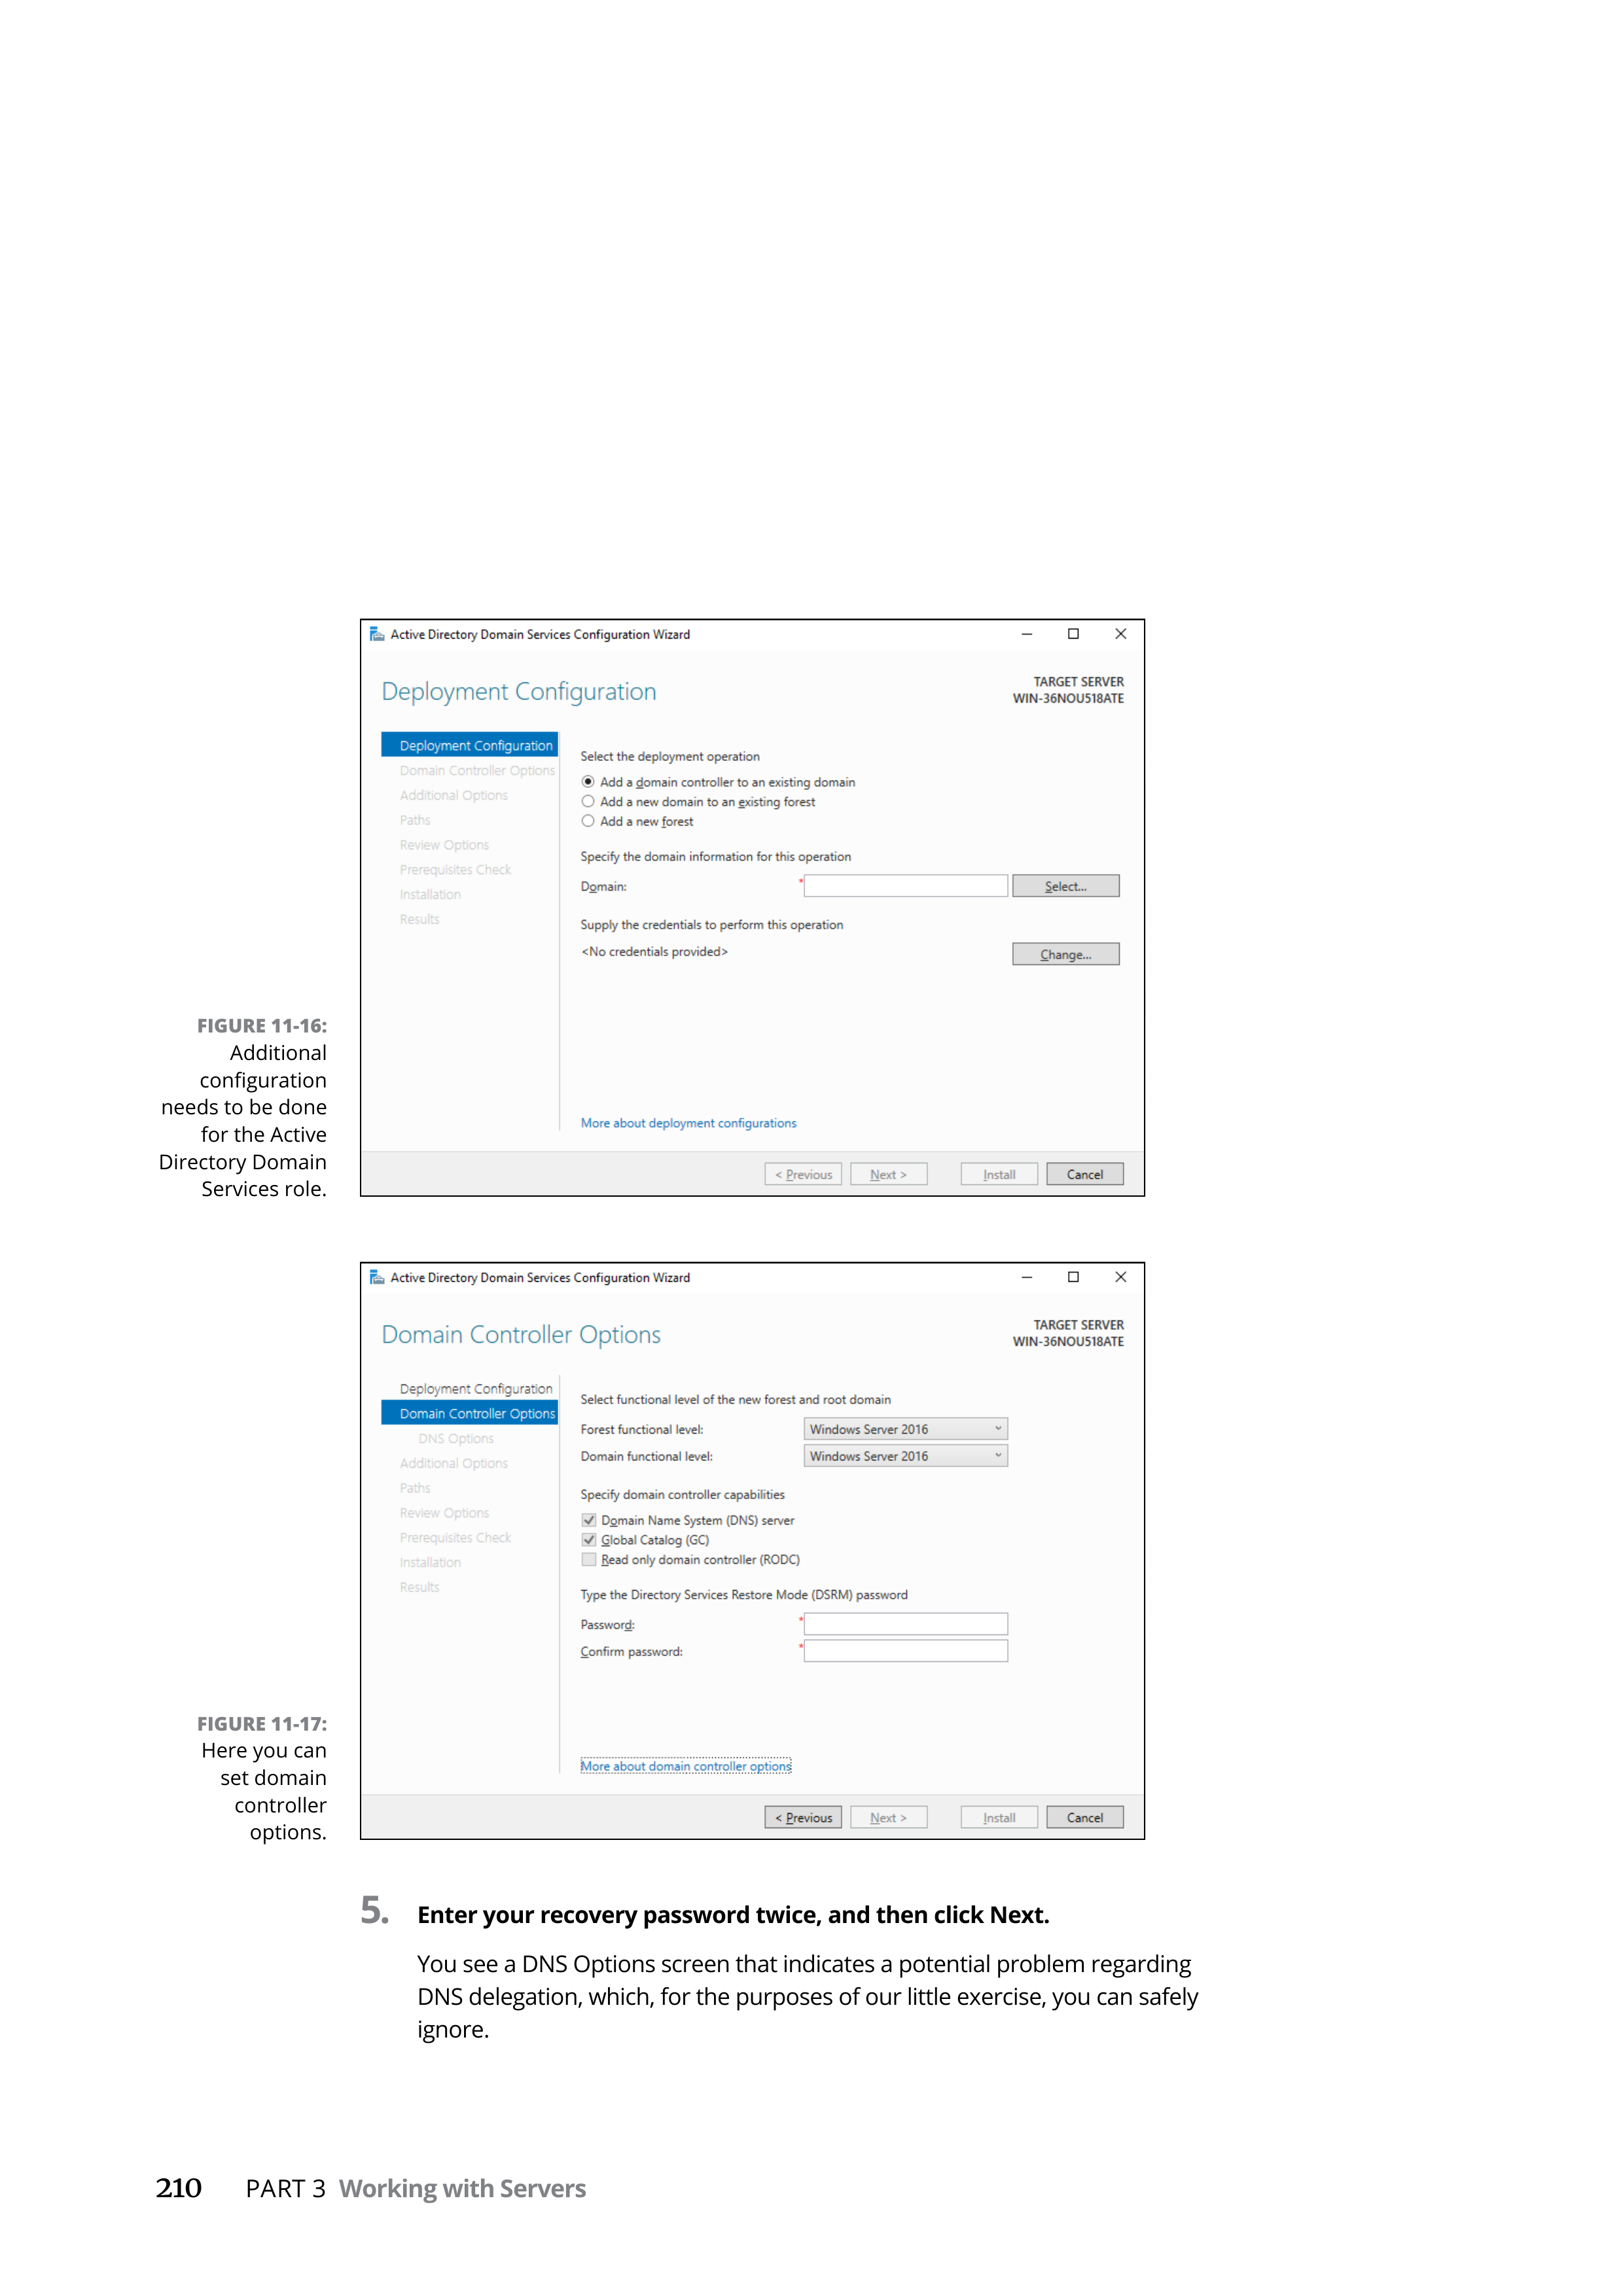 Active Directory Domain Services Configuration Wizard
Deployment Configuration
TARGET SERVER
WIN-36NOU518ATE
Deployment Configuration
Domain Controller Options
Additional Options
Paths
Review Options
Prerequisites Check
Installation
Results
Select the deployment operation
Add a domain controller to an existing domain
Add a new domain to an existing forest
Add a new forest
Specify the domain information for this operation
Domain: * Select...
Supply the credentials to perform this operation
<No credentials provided> Change...
More about deployment configurations
< Previous Next > Install Cancel
FIGURE 11-16:
Additional
configuration
needs to be done
for the Active
Directory Domain
Services role.
Active Directory Domain Services Configuration Wizard
Domain Controller Options
TARGET SERVER
WIN-36NOU518ATE
Deployment Configuration
Domain Controller Options
DNS Options
Additional Options
Paths
Review Options
Prerequisites Check
Installation
Results
Select functional level of the new forest and root domain
Forest functional level: Windows Server 2016
Domain functional level: Windows Server 2016
Specify domain controller capabilities
Domain Name System (DNS) server
Global Catalog (GC)
Read only domain controller (RODC)
Type the Directory Services Restore Mode (DSRM) password
Password: *
Confirm password: *
More about domain controller options
< Previous Next > Install Cancel
FIGURE 11-17:
Here you can
set domain
controller
options.
5. Enter your recovery password twice, and then click Next.
You see a DNS Options screen that indicates a potential problem regarding
DNS delegation, which, for the purposes of our little exercise, you can safely
ignore.
210 PART 3 Working with Servers